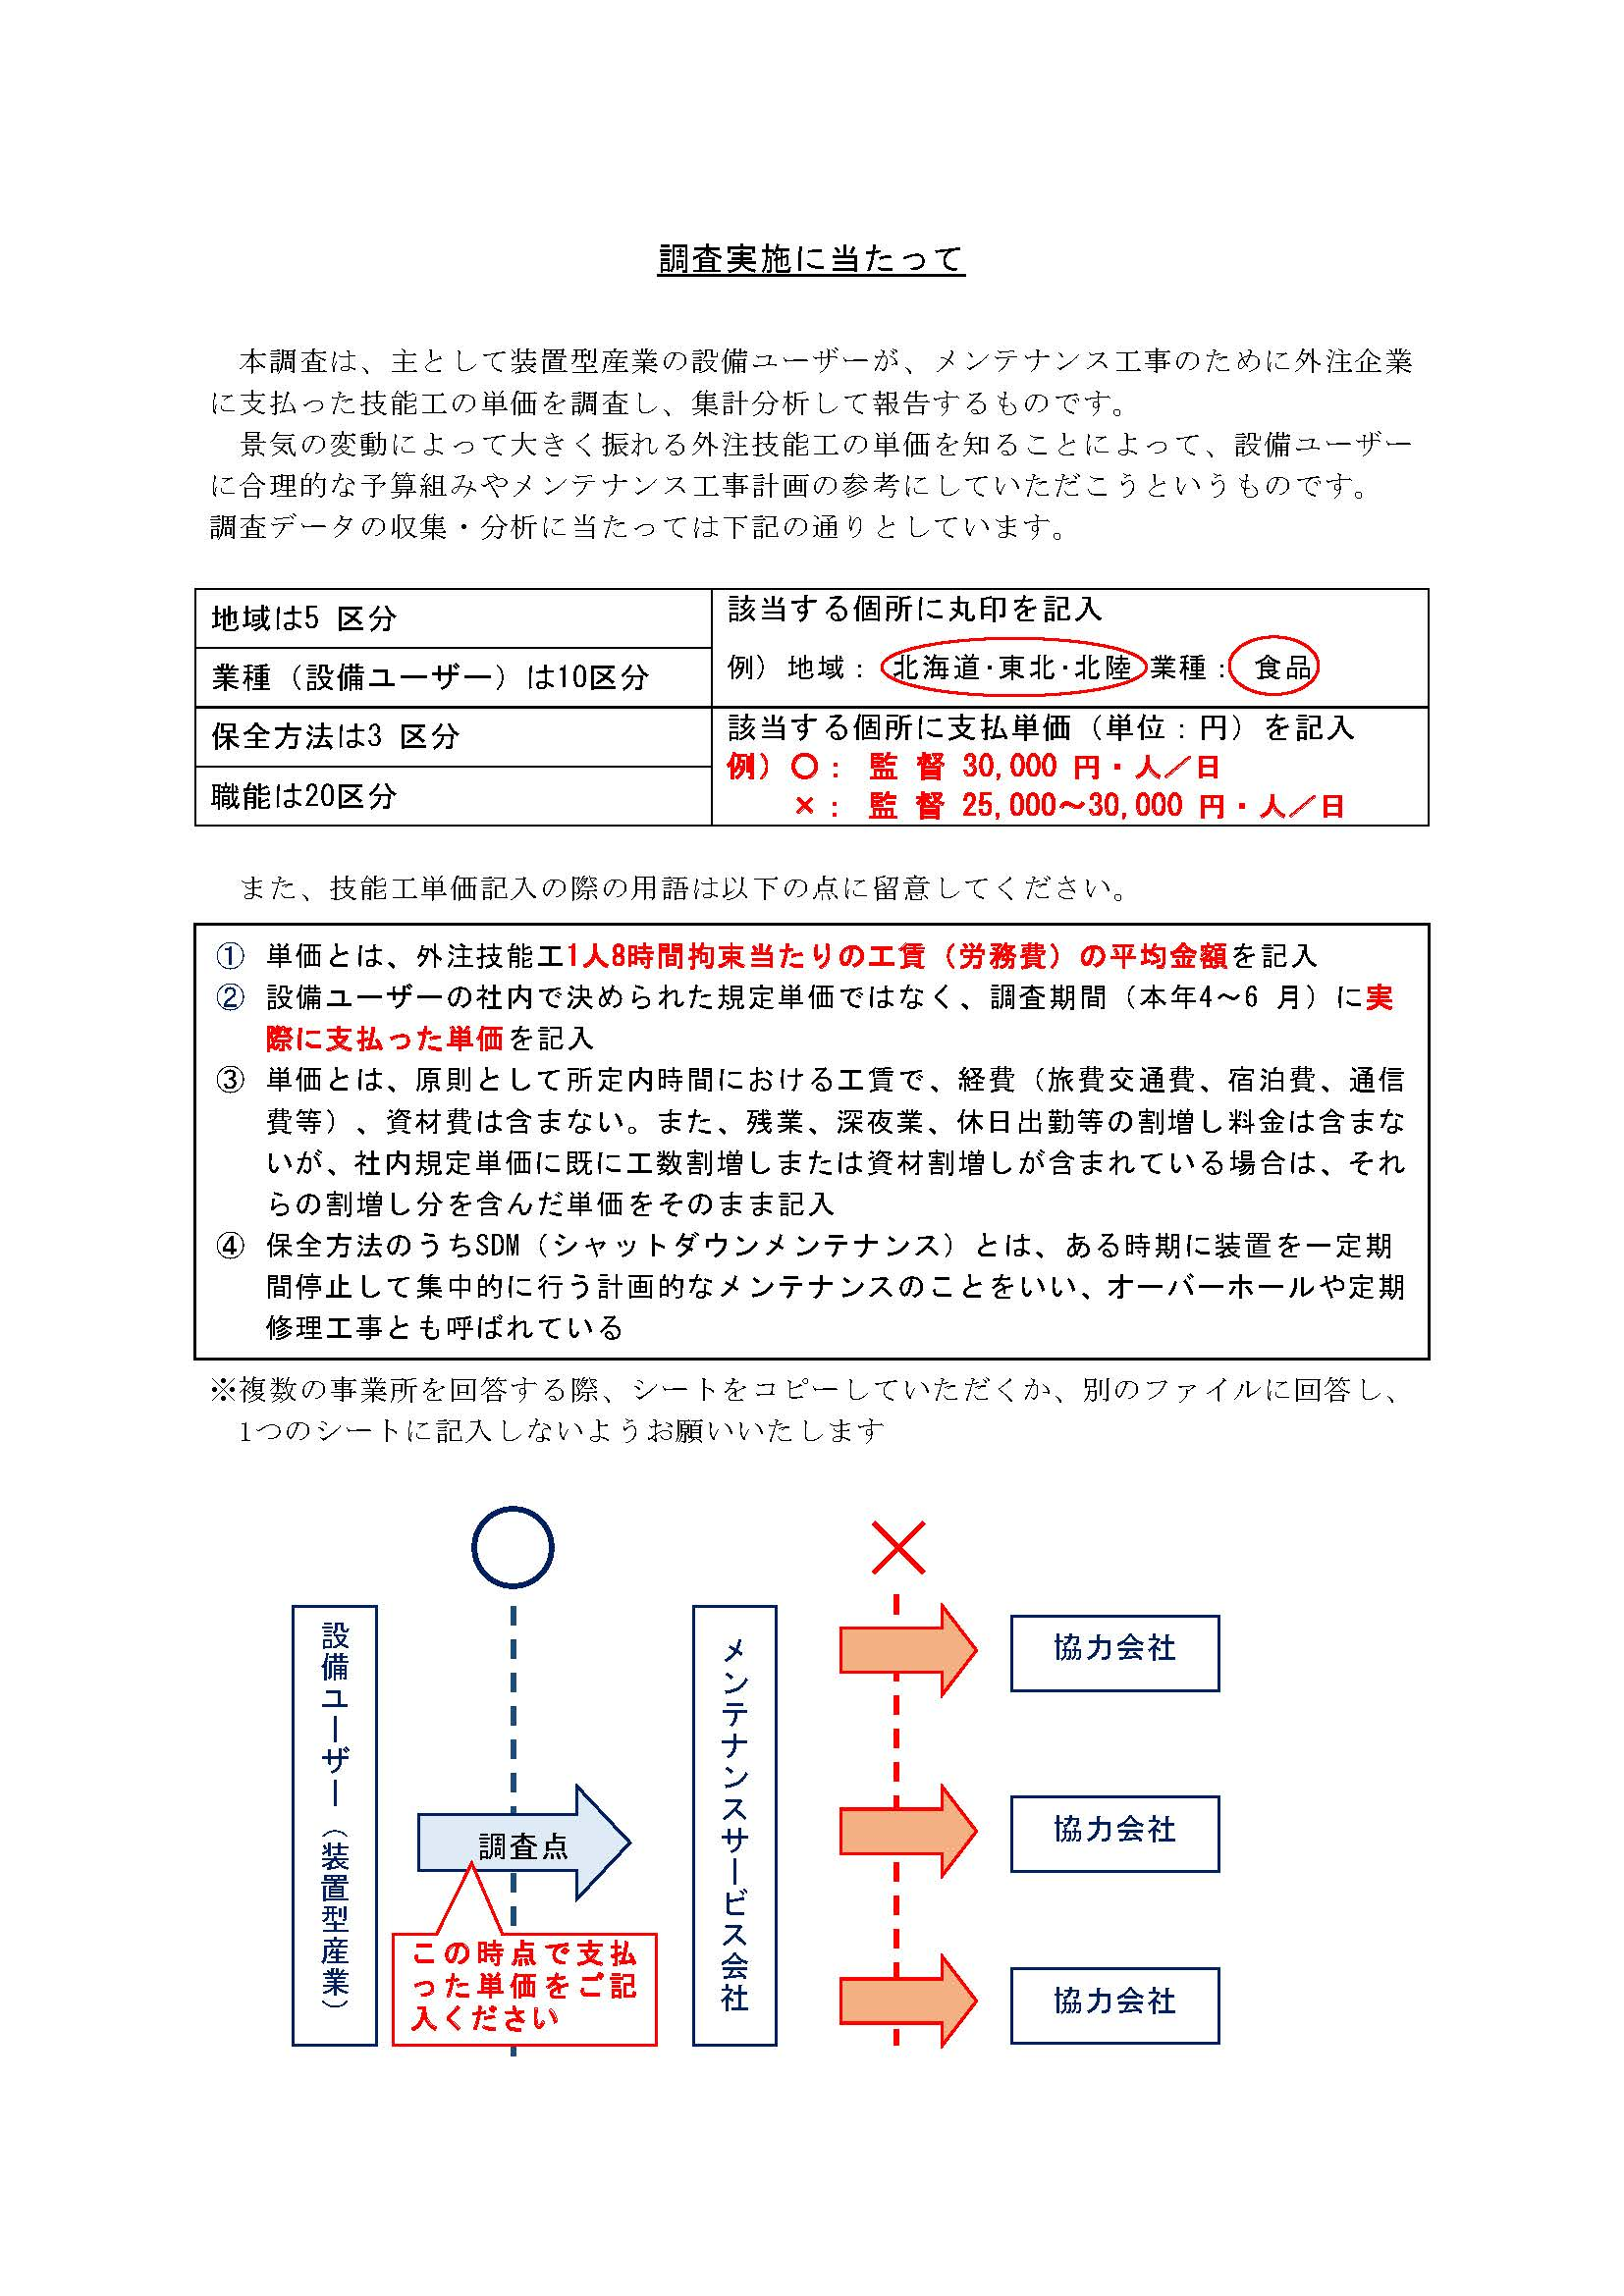 調査実施に当たって
本調査は、主として装置型産業の設備ユーザーが、メンテナンス工事のために外注企業
に支払った技能工の単価を調査し、集計分析して報告するものです。
景気の変動によって大きく振れる外注技能工の単価を知ることによって、設備ユーザー
に合理的な予算組みやメンテナンス工事計画の参考にしていただこうというものです。
調査データの収集・分析に当たっては下記の通りとしています。
地域は5 区分
業種（設備ユーザー）は10区分
該当する個所に丸印を記入
例）地域： 北海道・東北・北陸 業種： 食品
保全方法は3 区分
職能は20区分
該当する個所に支払単価（単位：円）を記入
例）〇： 監 督 30,000 円・人／日
×： 監 督 25,000～30,000 円・人／日
また、技能工単価記入の際の用語は以下の点に留意してください。
① 単価とは、外注技能工1人8時間拘束当たりの工賃（労務費）の平均金額を記入
② 設備ユーザーの社内で決められた規定単価ではなく、調査期間（本年4～6 月）に実
際に支払った単価を記入
③ 単価とは、原則として所定内時間における工賃で、経費（旅費交通費、宿泊費、通信
費等）、資材費は含まない。また、残業、深夜業、休日出勤等の割増し料金は含まな
いが、社内規定単価に既に工数割増しまたは資材割増しが含まれている場合は、それ
らの割増し分を含んだ単価をそのまま記入
④ 保全方法のうちSDM（シャットダウンメンテナンス）とは、ある時期に装置を一定期
間停止して集中的に行う計画的なメンテナンスのことをいい、オーバーホールや定期
修理工事とも呼ばれている
※複数の事業所を回答する際、シートをコピーしていただくか、別のファイルに回答し、
1つのシートに記入しないようお願いいたします
設備ユーザー（装置型産業）
調査点
この時点で支払
った単価をご記
入ください
メンテナンスサービス会社
協力会社
協力会社
協力会社